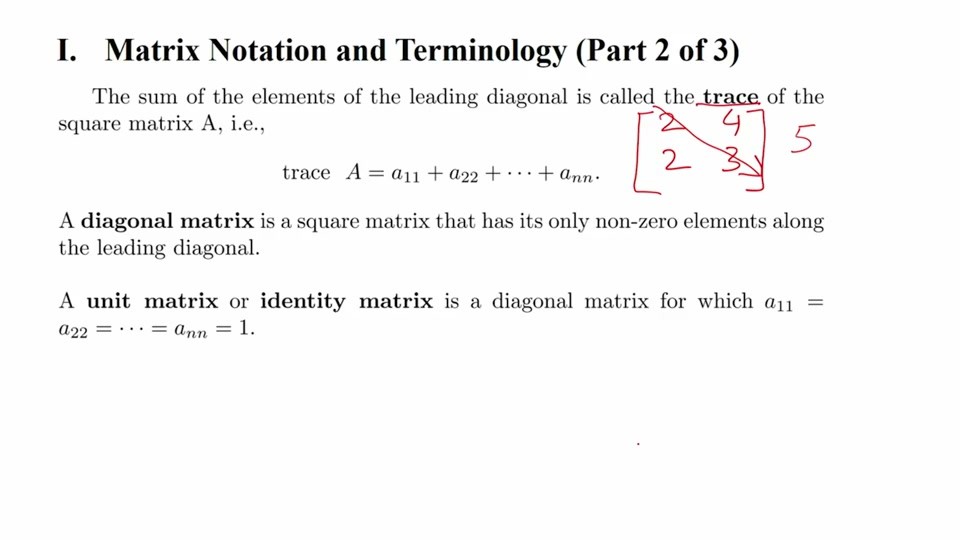 I. Matrix Notation and Terminology (Part 2 of 3)
The sum of the elements of the leading diagonal is called the trace of the
square matrix A, i.e.,
trace A = a₁₁ + a₂₂ + ⋯ + aₙₙ.
2 4
2 3
5
A diagonal matrix is a square matrix that has its only non-zero elements along
the leading diagonal.
A unit matrix or identity matrix is a diagonal matrix for which a₁₁ =
a₂₂ = ⋯ = aₙₙ = 1.